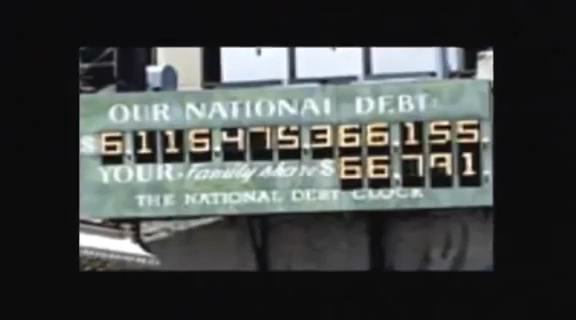 OUR NATIONAL DEBT
$6.116.475.366.155.
YOUR family share $66.791.
THE NATIONAL DEBT CLOCK